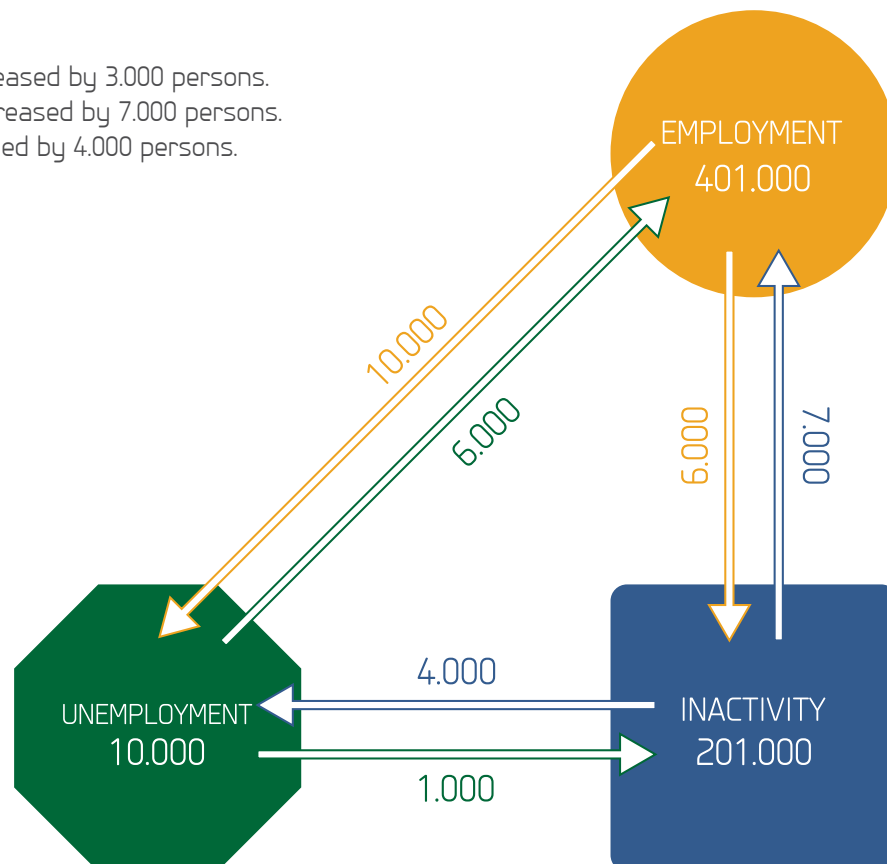 eased by 3.000 persons.
reased by 7.000 persons.
ed by 4.000 persons.
EMPLOYMENT
401.000
10.000
6.000
6.000
7.000
4.000
UNEMPLOYMENT
10.000
INACTIVITY
201.000
1.000